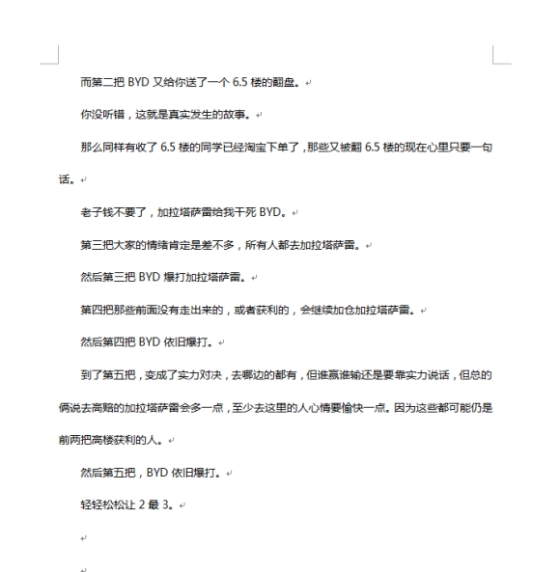 而第二把 BYD 又给你送了一个 6.5 楼的翻盘。
你没听错，这就是真实发生的故事。
那么同样有收了 6.5 楼的同学已经淘宝下单了，那些又被翻 6.5 楼的现在心里只要一句
话。
老子钱不要了，加拉塔萨雷给我干死 BYD。
第三把大家的情绪肯定是差不多，所有人都去加拉塔萨雷。
然后第三把 BYD 爆打加拉塔萨雷。
第四把那些前面没有走出来的，或者获利的，会继续加仓加拉塔萨雷。
然后第四把 BYD 依旧爆打。
到了第五把，变成了实力对决，去哪边的都有，但谁赢谁输还是要靠实力说话，但总的
俩说去高赔的加拉塔萨雷会多一点，至少去这里的人心情要愉快一点。因为这些都可能仍是
前两把高楼获利的人。
然后第五把，BYD 依旧爆打。
轻轻松松让 2 最 3。